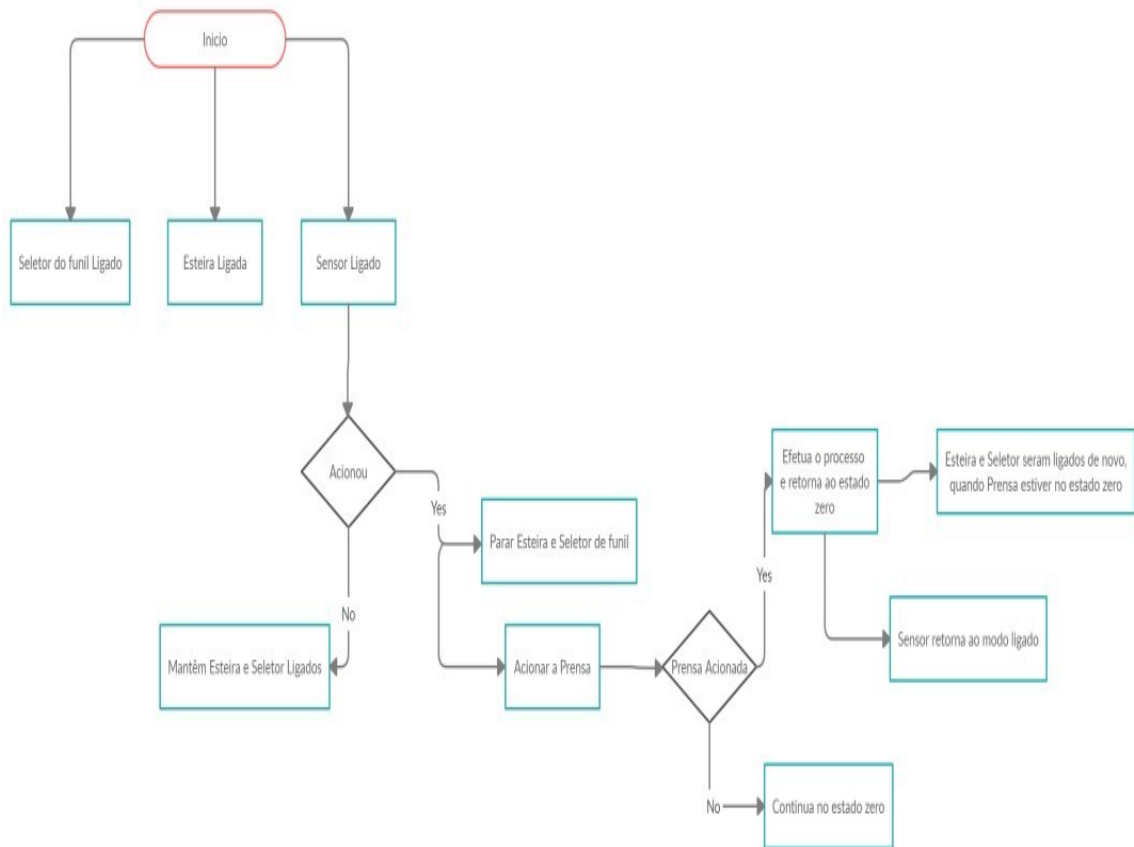 Inicio
Seletor do funil Ligado
Esteira Ligada
Sensor Ligado
Acionou
Yes
No
Parar Esteira e Seletor de funil
Mantêm Esteira e Seletor Ligados
Acionar a Prensa
Prensa Acionada
Yes
No
Efetua o processo
e retorna ao estado
zero
Esteira e Seletor seram ligados de novo,
quando Prensa estiver no estado zero
Sensor retorna ao modo ligado
Continua no estado zero